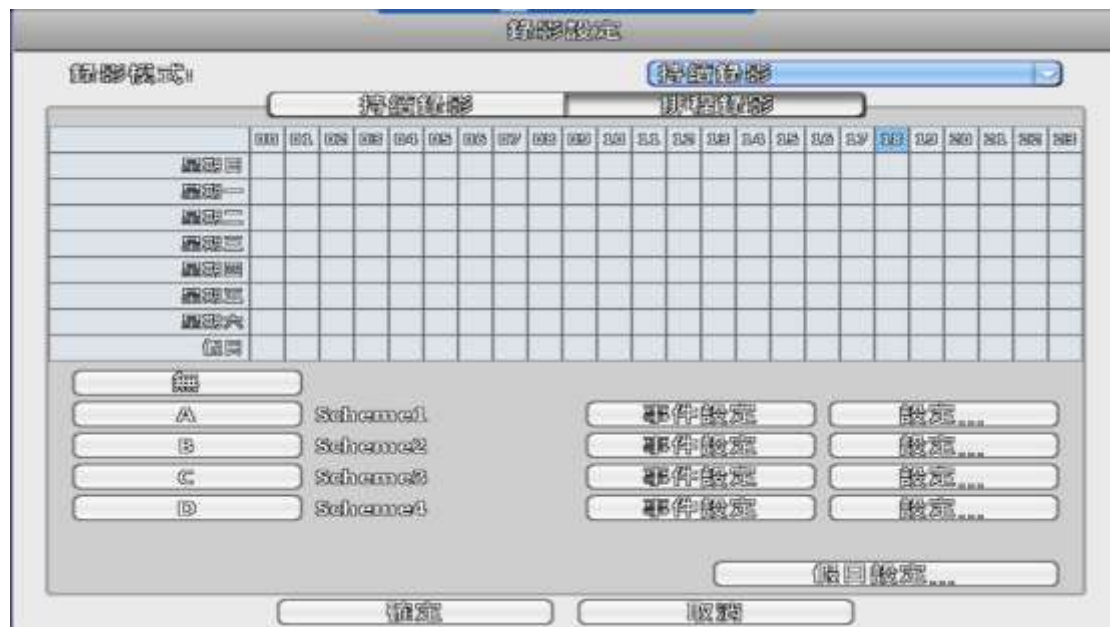 錄影設定
錄影模式: 持續錄影
持續錄影 排程錄影
00 01 02 03 04 05 06 07 08 09 10 11 12 13 14 15 16 17 18 19 20 21 22 23
星期日
星期一
星期二
星期三
星期四
星期五
星期六
假日
無
A Scheme1 事件設定 設定...
B Scheme2 事件設定 設定...
C Scheme3 事件設定 設定...
D Scheme4 事件設定 設定...
假日設定...
確定 取消